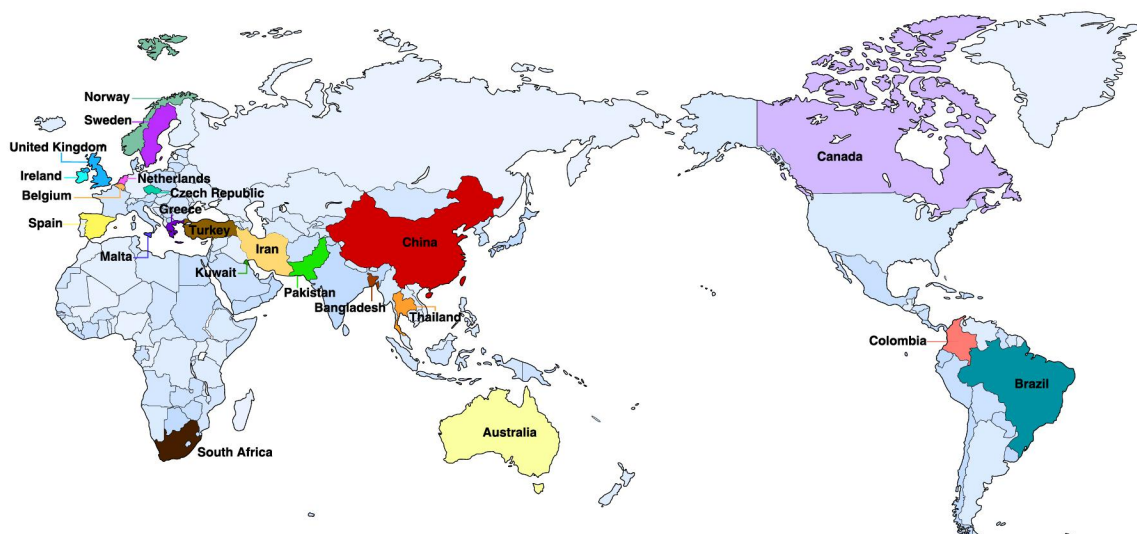 Norway
Sweden
United Kingdom
Ireland
Netherlands
Belgium
Czech Republic
Greece
Spain
Turkey
Malta
Iran
Kuwait
Pakistan
China
Bangladesh
Thailand
South Africa
Australia
Canada
Colombia
Brazil